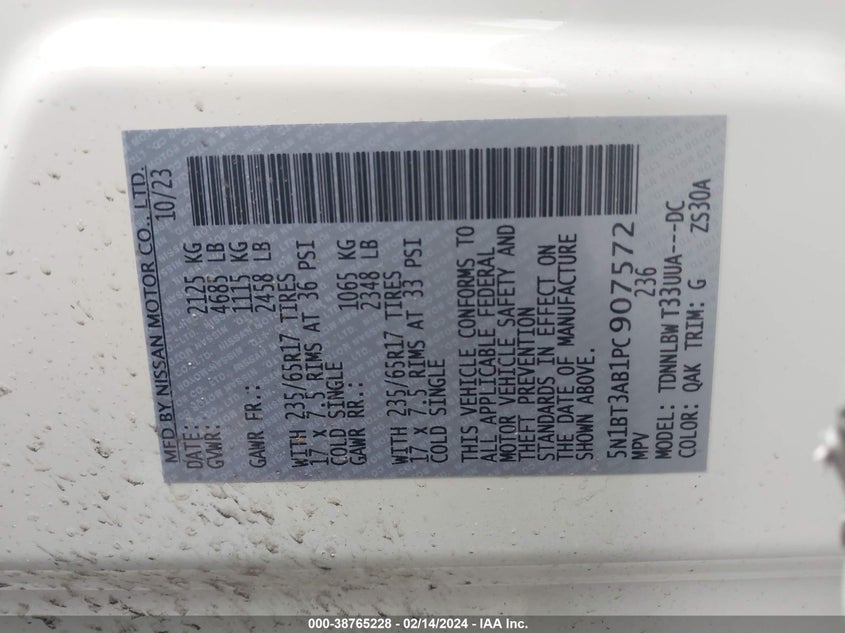 MFD BY NISSAN MOTOR CO., LTD.
DATE: 10/23
GVWR: 2125 KG
4685 LB
GAWR FR.: 1115 KG
2458 LB
WITH 235/65R17 TIRES
17 X 7.5 RIMS AT 36 PSI
COLD SINGLE
GAWR RR.: 1065 KG
2348 LB
WITH 235/65R17 TIRES
17 X 7.5 RIMS AT 33 PSI
COLD SINGLE
THIS VEHICLE CONFORMS TO
ALL APPLICABLE FEDERAL
MOTOR VEHICLE SAFETY AND
THEFT PREVENTION
STANDARDS IN EFFECT ON
THE DATE OF MANUFACTURE
SHOWN ABOVE.
5N1BT3AB1PC907572
MPV 236
MODEL: TDNNLBW T33UUA---DC
COLOR: QAK TRIM: G ZS30A
000-38765228 - 02/14/2024 - IAA Inc.